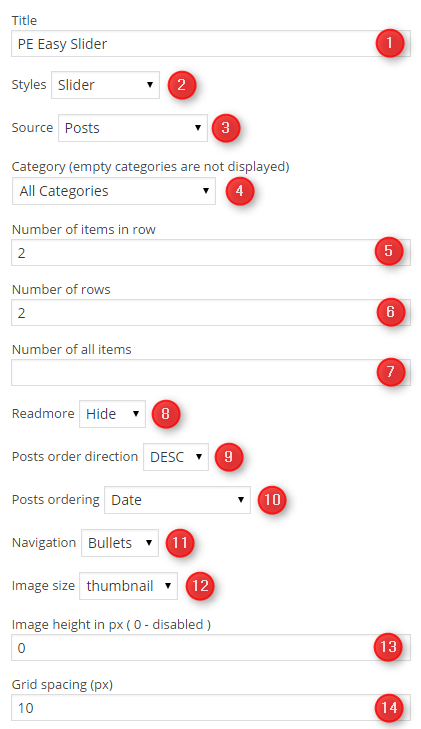 Title
PE Easy Slider 1
Styles Slider 2
Source Posts 3
Category (empty categories are not displayed)
All Categories 4
Number of items in row
2 5
Number of rows
2 6
Number of all items
7
Readmore Hide 8
Posts order direction DESC 9
Posts ordering Date 10
Navigation Bullets 11
Image size thumbnail 12
Image height in px ( 0 - disabled )
0 13
Grid spacing (px)
10 14